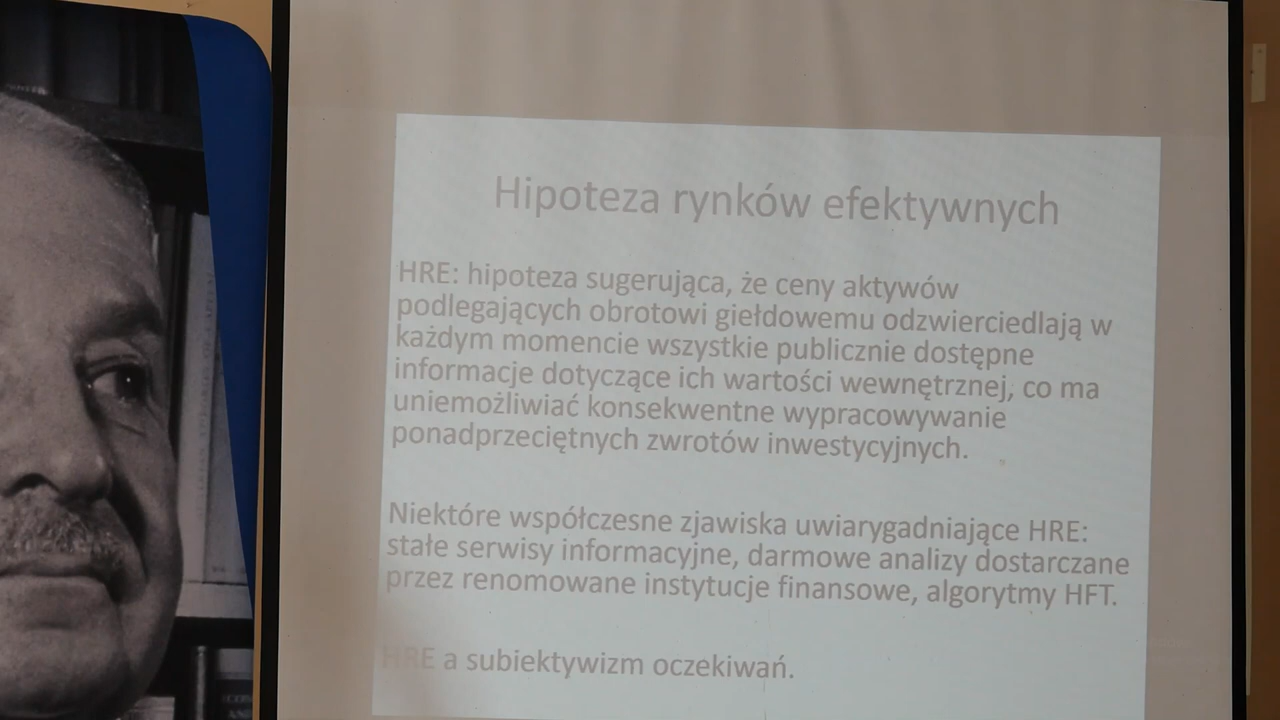 Hipoteza rynków efektywnych
HRE: hipoteza sugerująca, że ceny aktywów
podlegających obrotowi giełdowemu odzwierciedlają w
każdym momencie wszystkie publicznie dostępne
informacje dotyczące ich wartości wewnętrznej, co ma
uniemożliwiać konsekwentne wypracowywanie
ponadprzeciętnych zwrotów inwestycyjnych.
Niektóre współczesne zjawiska uwiarygadniające HRE:
stałe serwisy informacyjne, darmowe analizy dostarczane
przez renomowane instytucje finansowe, algorytmy HFT.
HRE a subiektywizm oczekiwań.